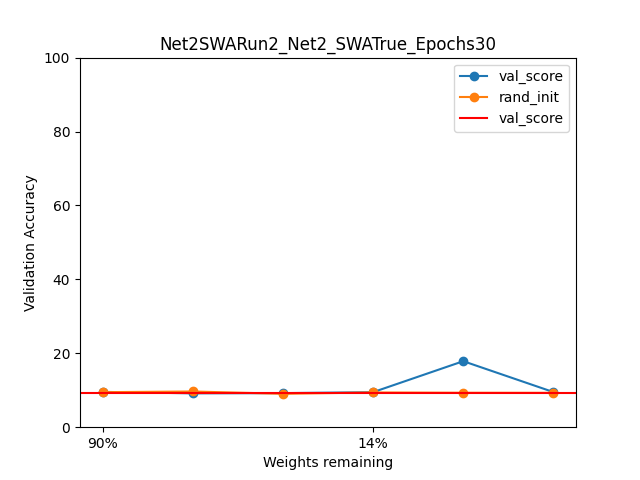 Net2SWARun2_Net2_SWATrue_Epochs30
val_score
rand_init
val_score
Validation Accuracy
100
80
60
40
20
0
90%
14%
Weights remaining